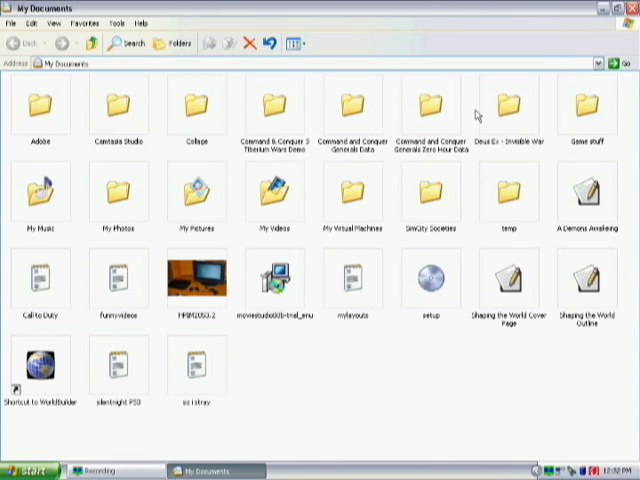 My Documents
File Edit View Favorites Tools Help
Back Search Folders
Address My Documents Go
Adobe Camtasia Studio Collage Command & Conquer 3 Tiberium Wars Demo Command and Conquer Generals Data Command and Conquer Generals Zero Hour Data Deus Ex - Invisible War Game stuff
My Music My Photos My Pictures My Videos My Virtual Machines SimCity Societies temp A Demons Awakening
Call to Duty funnyvideos HPIM2053.2 moviestudio80b-trial_enu mylayouts setup Shaping the World Cover Page Shaping the World Outline
Shortcut to WorldBuilder silentnight PSD so i stray
start Recording My Documents 12:32 PM